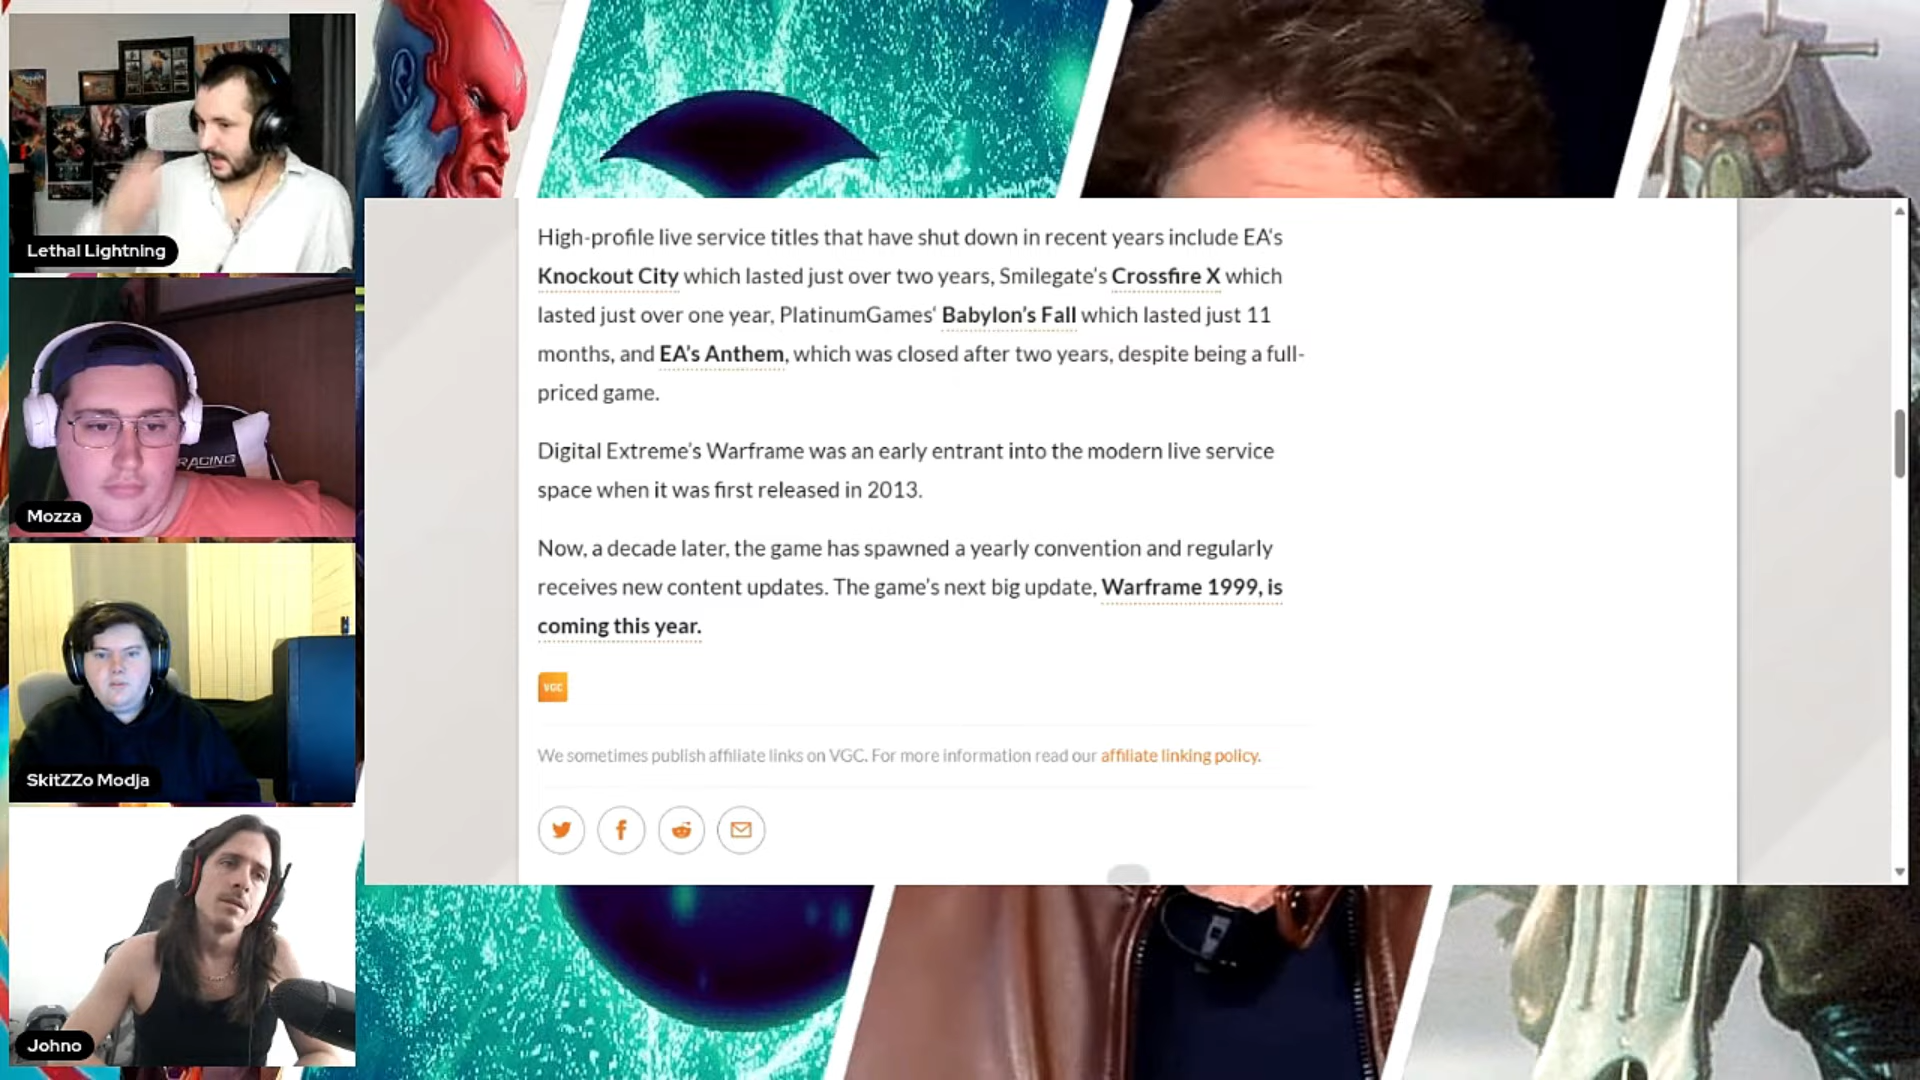 Lethal Lightning
RACING
Mozza
SkitZZo Modja
Johno
High-profile live service titles that have shut down in recent years include EA's
Knockout City which lasted just over two years, Smilegate's Crossfire X which
lasted just over one year, PlatinumGames' Babylon's Fall which lasted just 11
months, and EA's Anthem, which was closed after two years, despite being a full-
priced game.
Digital Extreme's Warframe was an early entrant into the modern live service
space when it was first released in 2013.
Now, a decade later, the game has spawned a yearly convention and regularly
receives new content updates. The game's next big update, Warframe 1999, is
coming this year.
VGC
We sometimes publish affiliate links on VGC. For more information read our affiliate linking policy.